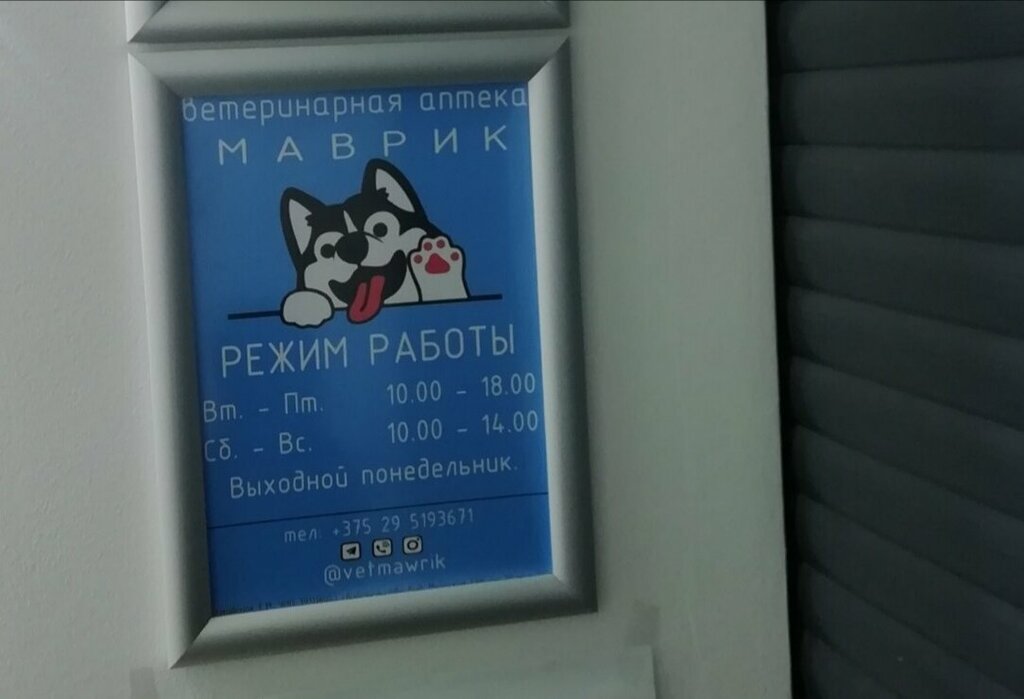 Ветеринарная аптека
МАВРИК
РЕЖИМ РАБОТЫ
Вт. - Пт. 10.00 - 18.00
Сб. - Вс. 10.00 - 14.00
Выходной понедельник.
тел: +375 29 5193671
@vetmawrik